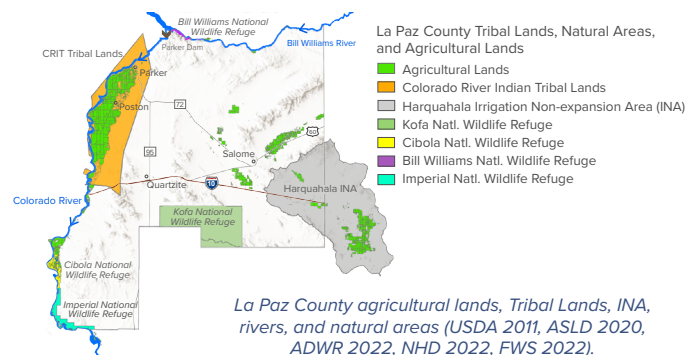 Bill Williams National
Wildlife Refuge
Parker Dam
Bill Williams River
CRIT Tribal Lands
Parker
Poston
72
60
95
Salome
Quartzite
10
Harquahala INA
Colorado River
Kofa National
Wildlife Refuge
Cibola National
Wildlife Refuge
Imperial National
Wildlife Refuge
La Paz County Tribal Lands, Natural Areas,
and Agricultural Lands
Agricultural Lands
Colorado River Indian Tribal Lands
Harquahala Irrigation Non-expansion Area (INA)
Kofa Natl. Wildlife Refuge
Cibola Natl. Wildlife Refuge
Bill Williams Natl. Wildlife Refuge
Imperial Natl. Wildlife Refuge
La Paz County agricultural lands, Tribal Lands, INA,
rivers, and natural areas (USDA 2011, ASLD 2020,
ADWR 2022, NHD 2022, FWS 2022).